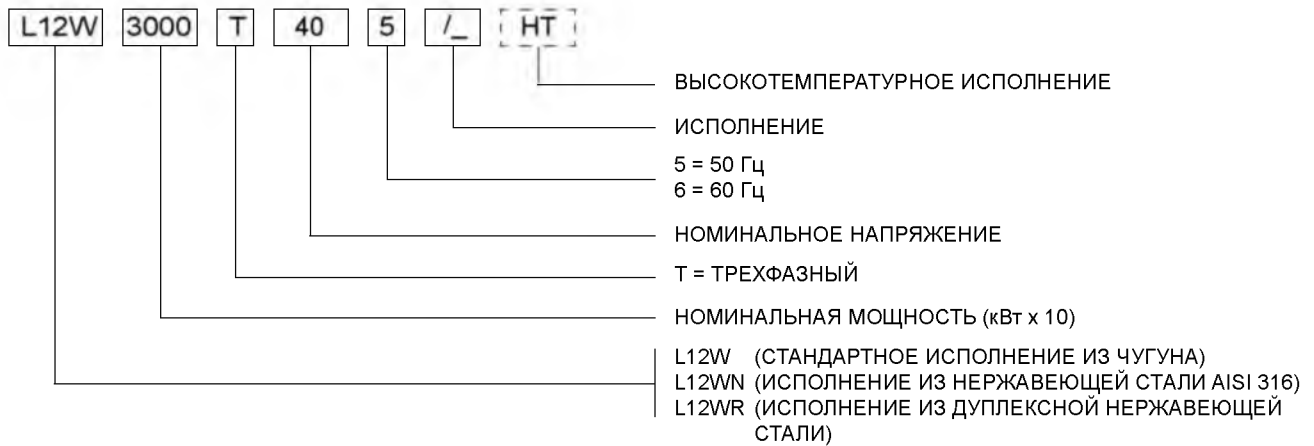 L12W 3000 T 40 5 /_ HT
ВЫСОКОТЕМПЕРАТУРНОЕ ИСПОЛНЕНИЕ
ИСПОЛНЕНИЕ
5 = 50 Гц
6 = 60 Гц
НОМИНАЛЬНОЕ НАПРЯЖЕНИЕ
Т = ТРЕХФАЗНЫЙ
НОМИНАЛЬНАЯ МОЩНОСТЬ (кВт x 10)
L12W (СТАНДАРТНОЕ ИСПОЛНЕНИЕ ИЗ ЧУГУНА)
L12WN (ИСПОЛНЕНИЕ ИЗ НЕРЖАВЕЮЩЕЙ СТАЛИ AISI 316)
L12WR (ИСПОЛНЕНИЕ ИЗ ДУПЛЕКСНОЙ НЕРЖАВЕЮЩЕЙ
СТАЛИ)